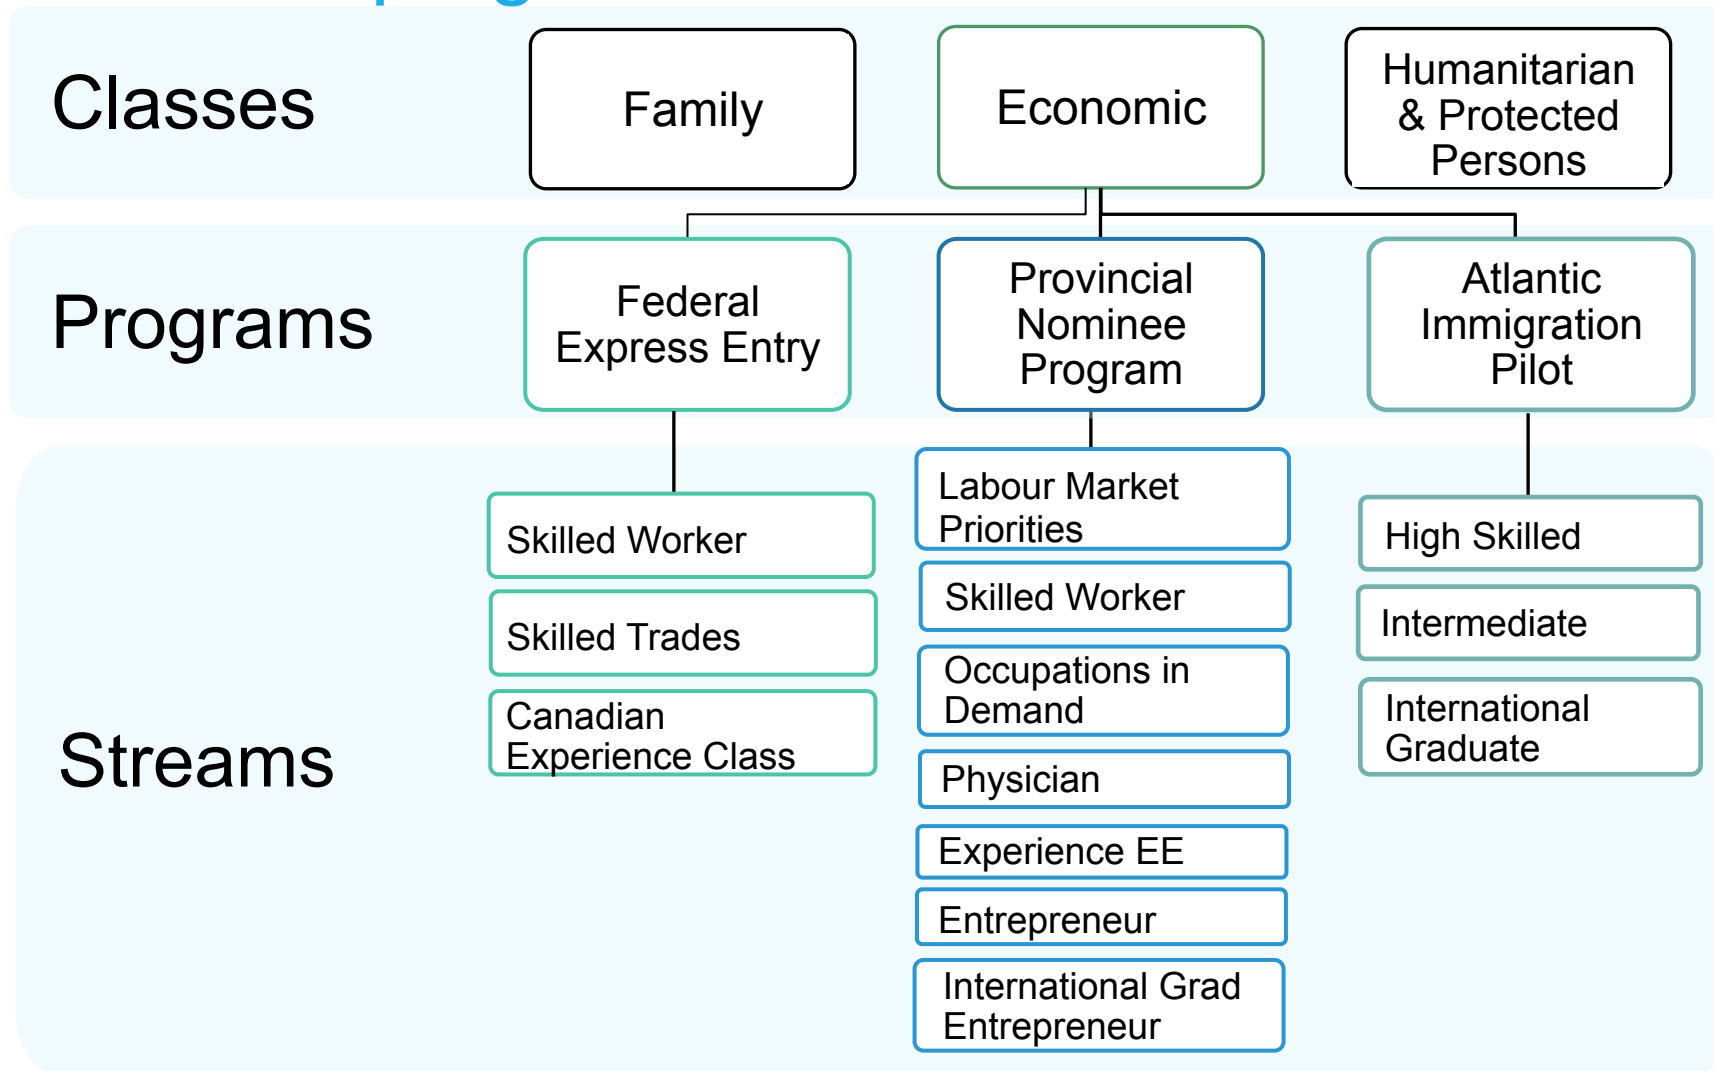 Classes
Family
Economic
Humanitarian
& Protected
Persons
Programs
Federal
Express Entry
Provincial
Nominee
Program
Atlantic
Immigration
Pilot
Streams
Skilled Worker
Skilled Trades
Canadian
Experience Class
Labour Market
Priorities
Skilled Worker
Occupations in
Demand
Physician
Experience EE
Entrepreneur
International Grad
Entrepreneur
High Skilled
Intermediate
International
Graduate